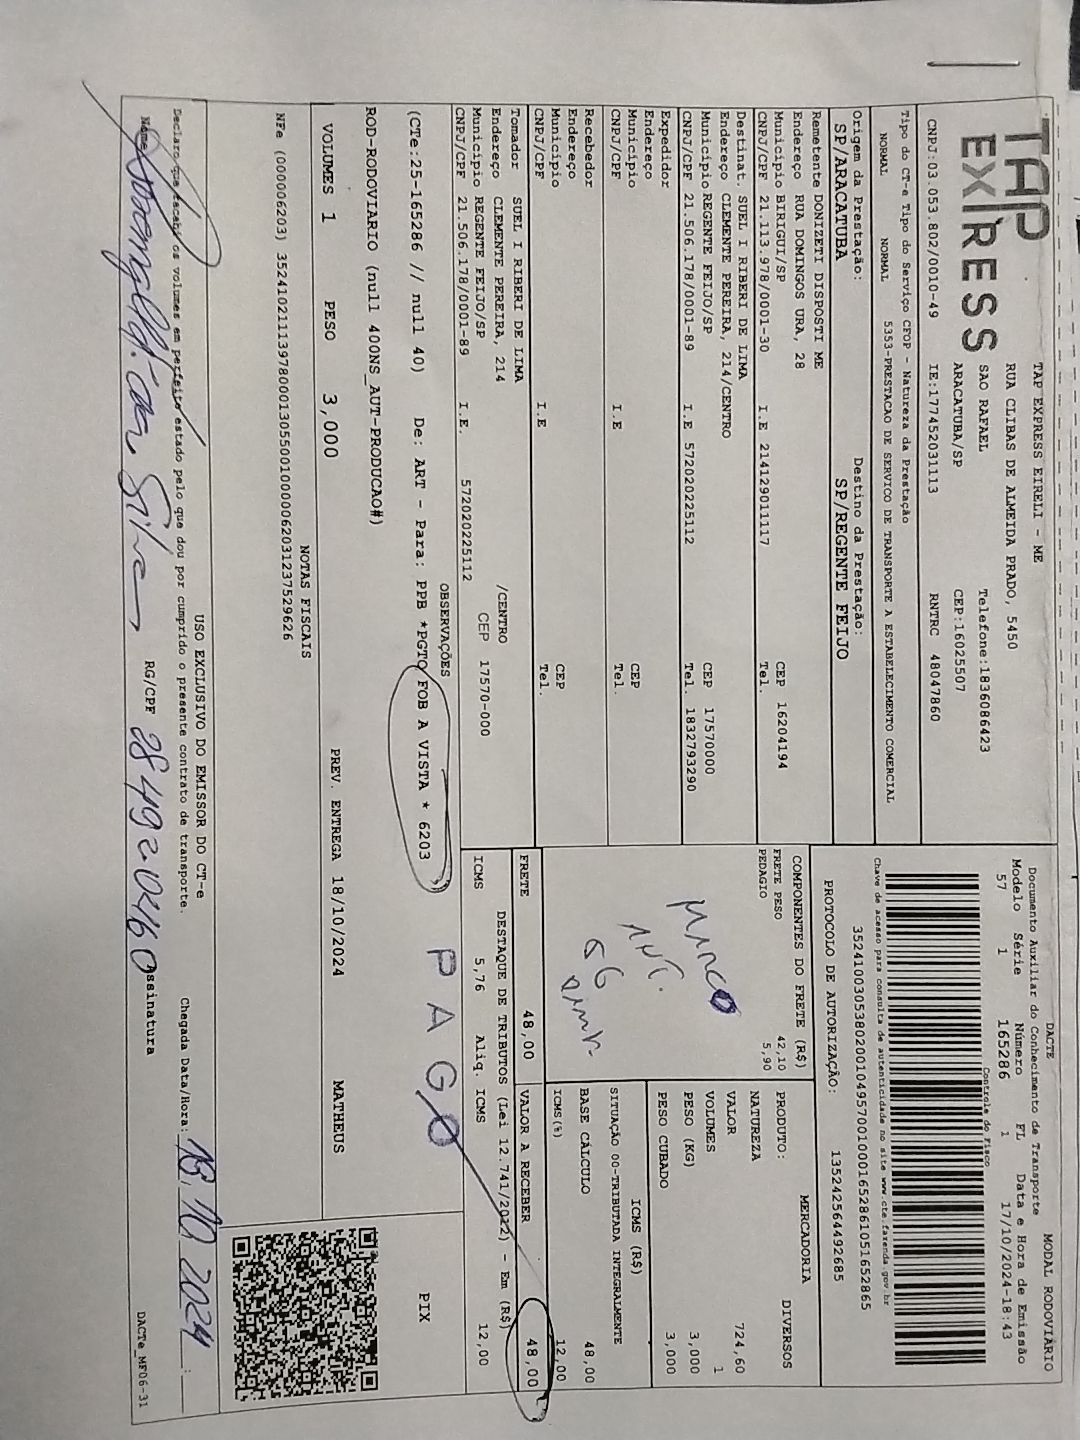 TAP
EXPRESS
TAP EXPRESS EIRELI - ME
RUA CLIBAS DE ALMEIDA PRADO, 5450
SAO RAFAEL Telefone:1836086423
ARACATUBA/SP CEP:16025507
CNPJ:03.053.802/0010-49 IE:177452031113 RNTRC 48047860
DACTE MODAL RODOVIÁRIO
Documento Auxiliar do Conhecimento de Transporte
Modelo Série Número FL Data e Hora de Emissão
57 1 165286 1 17/10/2024-18:43
Controle do Fisco
Chave de acesso para consulta de autenticidade no site www.cte.fazenda.gov.br
35241003053802001049570010001652861051652865
PROTOCOLO DE AUTORIZAÇÃO: 135242564492685
Tipo do CT-e Tipo do Serviço CFOP - Natureza da Prestação
NORMAL NORMAL 5353-PRESTACAO DE SERVICO DE TRANSPORTE A ESTABELECIMENTO COMERCIAL
Origem da Prestação: Destino da Prestação:
SP/ARACATUBA SP/REGENTE FEIJO
Remetente DONIZETI DISPOSTI ME
Endereço RUA DOMINGOS URA, 28
Município BIRIGUI/SP CEP 16204194
CNPJ/CPF 21.113.978/0001-30 I.E 214129011117 Tel.
Destinat. SUEL I RIBERI DE LIMA
Endereço CLEMENTE PEREIRA, 214/CENTRO
Município REGENTE FEIJO/SP CEP 17570000
CNPJ/CPF 21.506.178/0001-89 I.E 572020225112 Tel. 1832793290
Expedidor
Endereço
Município CEP
CNPJ/CPF I.E Tel.
Recebedor
Endereço
Município CEP
CNPJ/CPF I.E Tel.
Tomador SUEL I RIBERI DE LIMA
Endereço CLEMENTE PEREIRA, 214 /CENTRO
Município REGENTE FEIJO/SP CEP 17570-000
CNPJ/CPF 21.506.178/0001-89 I.E. 572020225112
COMPONENTES DO FRETE (R$)
FRETE PESO 42,10
PEDAGIO 5,90
MARCO
ANT.
56
FRETE 48,00
PRODUTO: MERCADORIA
NATUREZA DIVERSOS
VALOR 724,60
VOLUMES 1
PESO (KG) 3,000
PESO CUBADO 3,000
ICMS (R$)
SITUAÇÃO 00-TRIBUTADA INTEGRALMENTE
BASE CÁLCULO 48,00
ICMS(%) 12,00
VALOR A RECEBER 48,00
DESTAQUE DE TRIBUTOS (Lei 12.741/2012) - Em (R$)
ICMS 5,76 Aliq. ICMS 12,00
OBSERVAÇÕES
(CTe:25-165286 // null 40) De: ART - Para: PPB *PGTO FOB A VISTA * 6203
ROD-RODOVIARIO (null 400NS_AUT-PRODUCAO#)
PAGO
PIX
VOLUMES 1 PESO 3,000 PREV. ENTREGA 18/10/2024 MATHEUS
NOTAS FISCAIS
NFe (000006203) 35241021113978000130550010000062031237529626
USO EXCLUSIVO DO EMISSOR DO CT-e
Declaro que recebi os volumes em perfeito estado pelo que dou por cumprido o presente contrato de transporte. Chegada Data/Hora: 18.10.2024 :
Nome Silva RG/CPF 28492.0460 Assinatura
DACTe_MF06-31